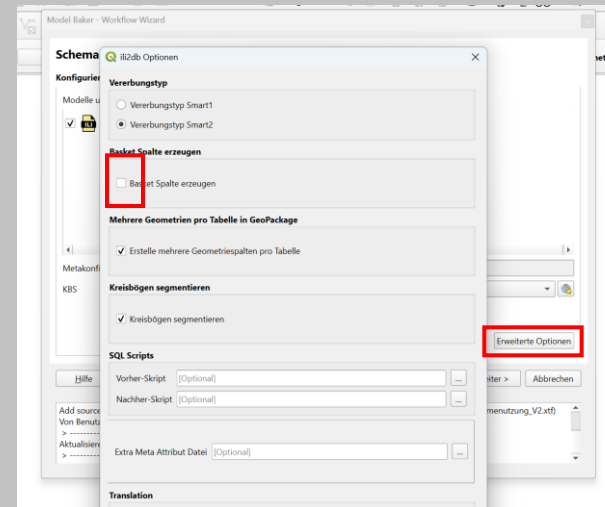 Model Baker - Workflow Wizard
Schema
ili2db Optionen
Konfigurier
Vererbungstyp
Modelle u
Vererbungstyp Smart1
ILI
Vererbungstyp Smart2
Basket Spalte erzeugen
Basket Spalte erzeugen
Mehrere Geometrien pro Tabelle in GeoPackage
Erstelle mehrere Geometriespalten pro Tabelle
Metakonfi
Kreisbögen segmentieren
KBS
Kreisbögen segmentieren
Erweiterte Optionen
SQL Scripts
Hilfe
Vorher-Skript [Optional] ...
eiter > Abbrechen
Nachher-Skript [Optional] ...
Add source
menutzung_V2.xtf)
Von Benutz
> ---------
Aktualisiere
Extra Meta Attribut Datei [Optional] ...
> ---------
Translation